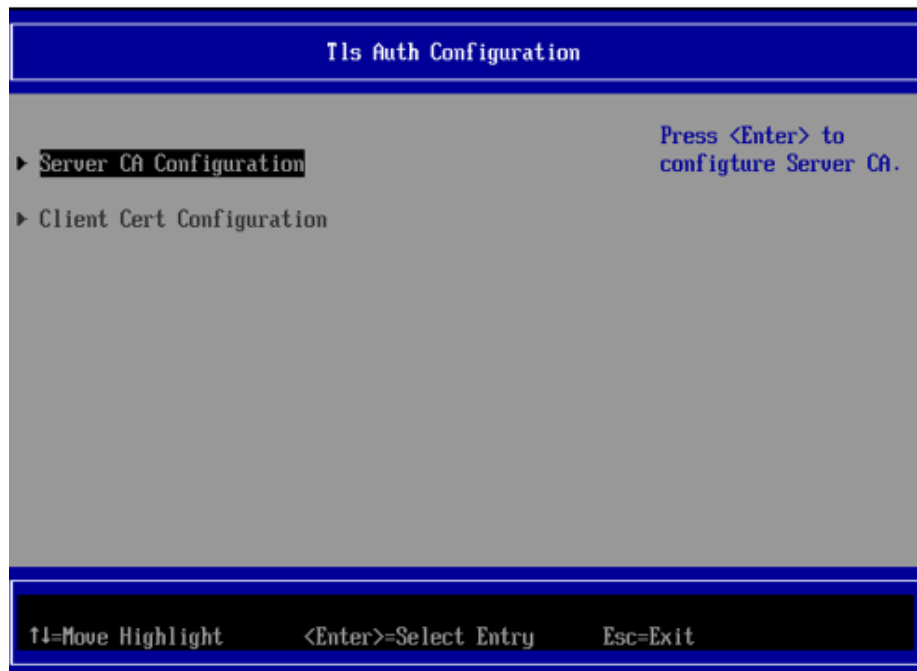 Tls Auth Configuration
Press <Enter> to
configture Server CA.
▶ Server CA Configuration
▶ Client Cert Configuration
↑↓=Move Highlight <Enter>=Select Entry Esc=Exit